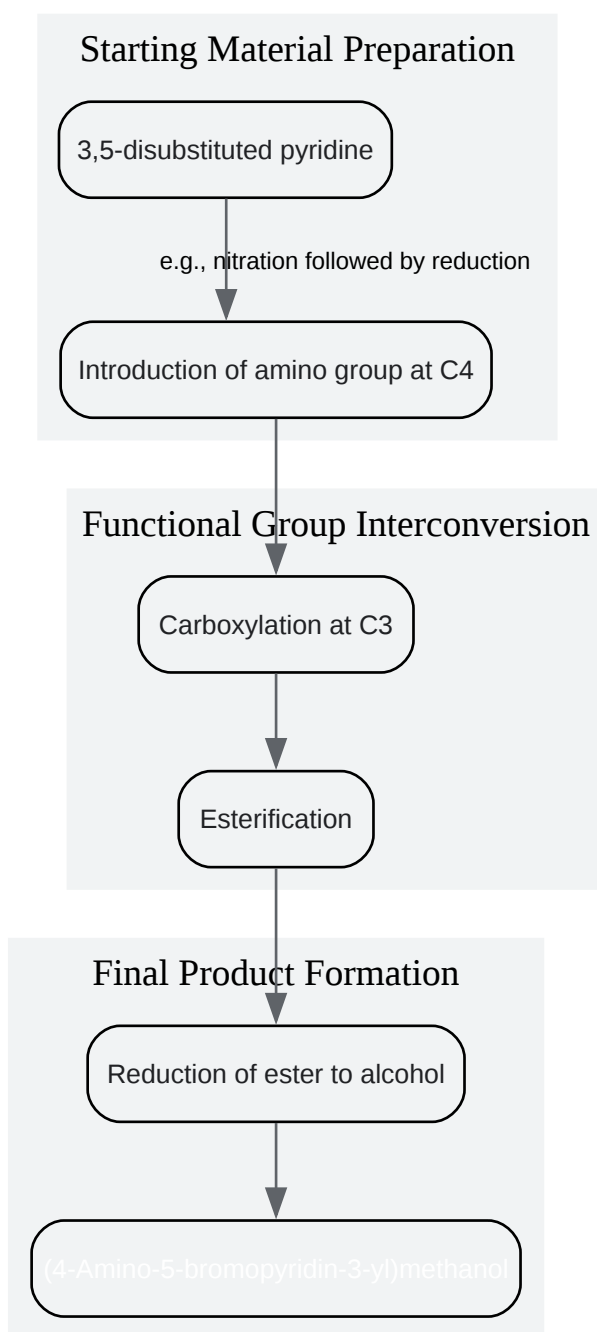 Starting Material Preparation
3,5-disubstituted pyridine
e.g., nitration followed by reduction
Introduction of amino group at C4
Functional Group Interconversion
Carboxylation at C3
Esterification
Final Product Formation
Reduction of ester to alcohol
(4-Amino-5-bromopyridin-3-yl)methanol